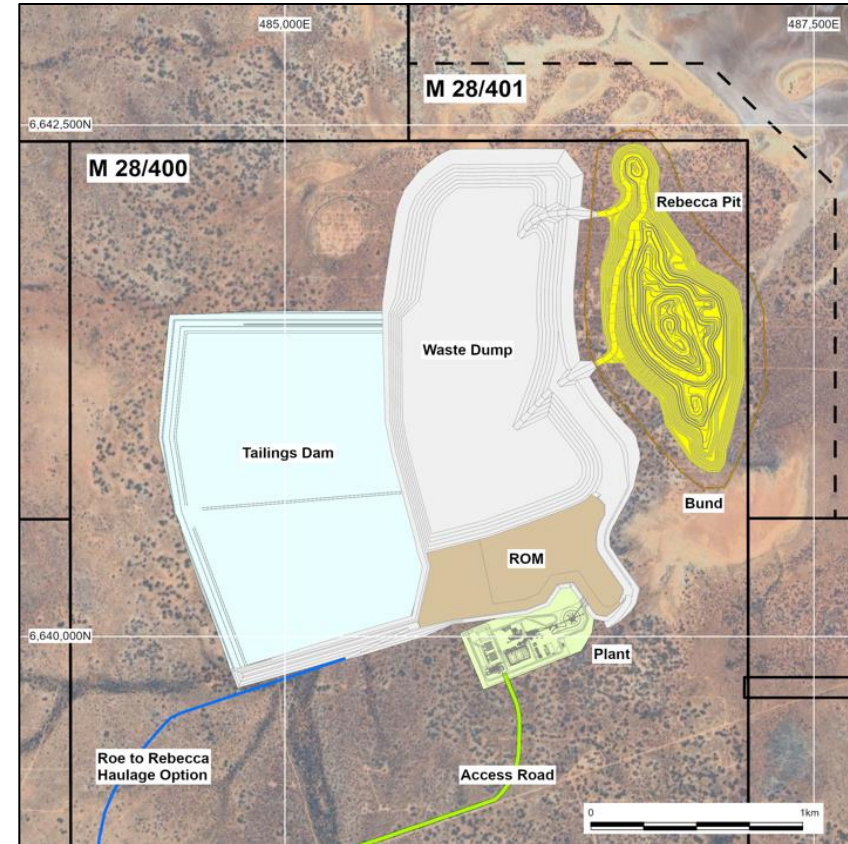 485,000E
487,500E
M 28/401
6,642,500N
M 28/400
Rebecca Pit
Waste Dump
Tailings Dam
Bund
ROM
6,640,000N
Plant
Roe to Rebecca
Haulage Option
Access Road
0
1km